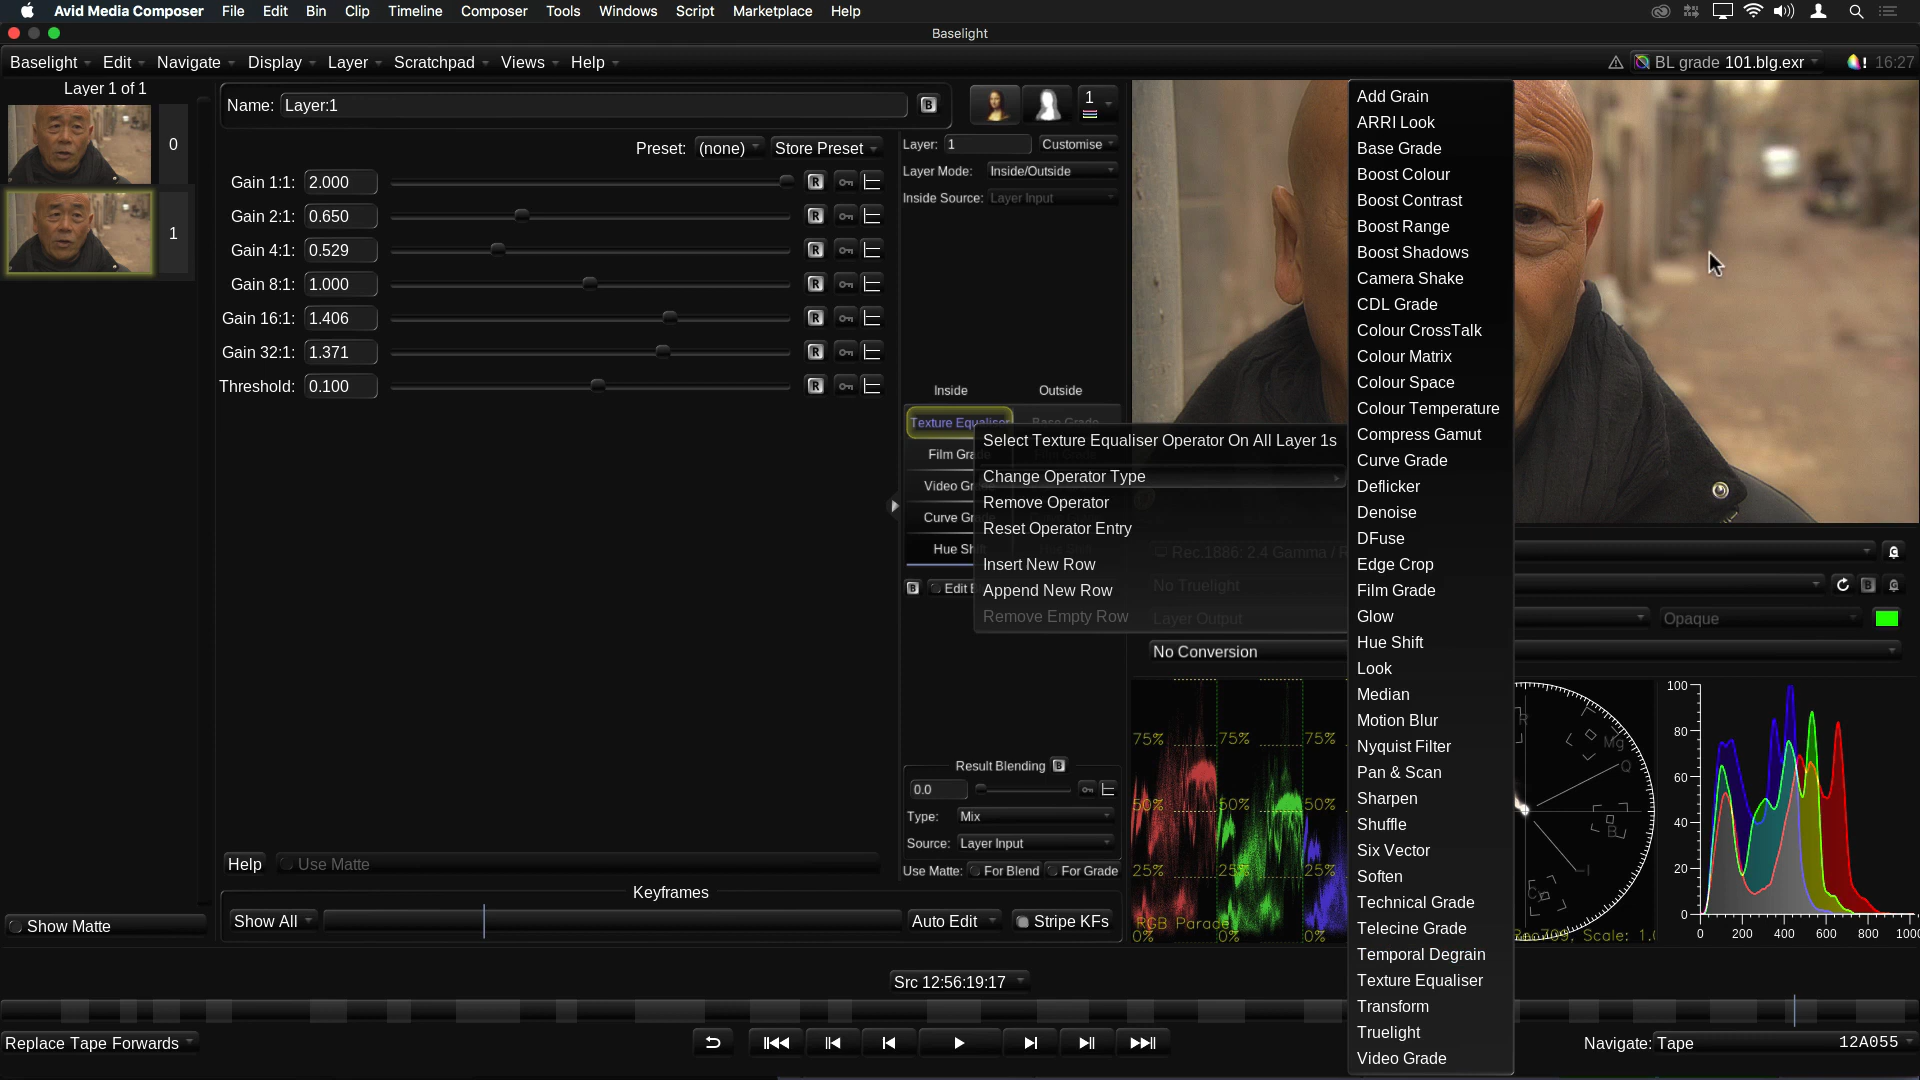 Avid Media Composer File Edit Bin Clip Timeline Composer Tools Windows Script Marketplace Help
Baselight
Baselight Edit Navigate Display Layer Scratchpad Views Help
BL grade 101.blg.exr 16:27
Layer 1 of 1
0
1
Show Matte
Name: Layer:1 B
1
Preset: (none) Store Preset
Gain 1:1: 2.000 R
Gain 2:1: 0.650 R
Gain 4:1: 0.529 R
Gain 8:1: 1.000 R
Gain 16:1: 1.406 R
Gain 32:1: 1.371 R
Threshold: 0.100 R
Help Use Matte
Keyframes
Show All Auto Edit Stripe KFs
Layer: 1 Customise
Layer Mode: Inside/Outside
Inside Source: Layer Input
Inside Outside
Texture Equaliser Base Grade
Film Grade
Video Gr
Curve Gr
Hue Shift
B Edit B
Select Texture Equaliser Operator On All Layer 1s
Change Operator Type
Remove Operator
Reset Operator Entry
Insert New Row
Append New Row
Remove Empty Row
Rec.1886: 2.4 Gamma / R
No Truelight
Layer Output
No Conversion
Opaque
B
Add Grain
ARRI Look
Base Grade
Boost Colour
Boost Contrast
Boost Range
Boost Shadows
Camera Shake
CDL Grade
Colour CrossTalk
Colour Matrix
Colour Space
Colour Temperature
Compress Gamut
Curve Grade
Deflicker
Denoise
DFuse
Edge Crop
Film Grade
Glow
Hue Shift
Look
Median
Motion Blur
Nyquist Filter
Pan & Scan
Sharpen
Shuffle
Six Vector
Soften
Technical Grade
Telecine Grade
Temporal Degrain
Texture Equaliser
Transform
Truelight
Video Grade
Result Blending B
0.0
Type: Mix
Source: Layer Input
Use Matte: For Blend For Grade
75% 75% 75%
50% 50% 50%
25% 25% 25%
RGB Parade
0% 0% 0%
R
Mg
Q
B
I
Cy
Rec709, Scale: 1.
100
80
60
40
20
0
0 200 400 600 800 1000
Src 12:56:19:17
Replace Tape Forwards
Navigate: Tape 12A055